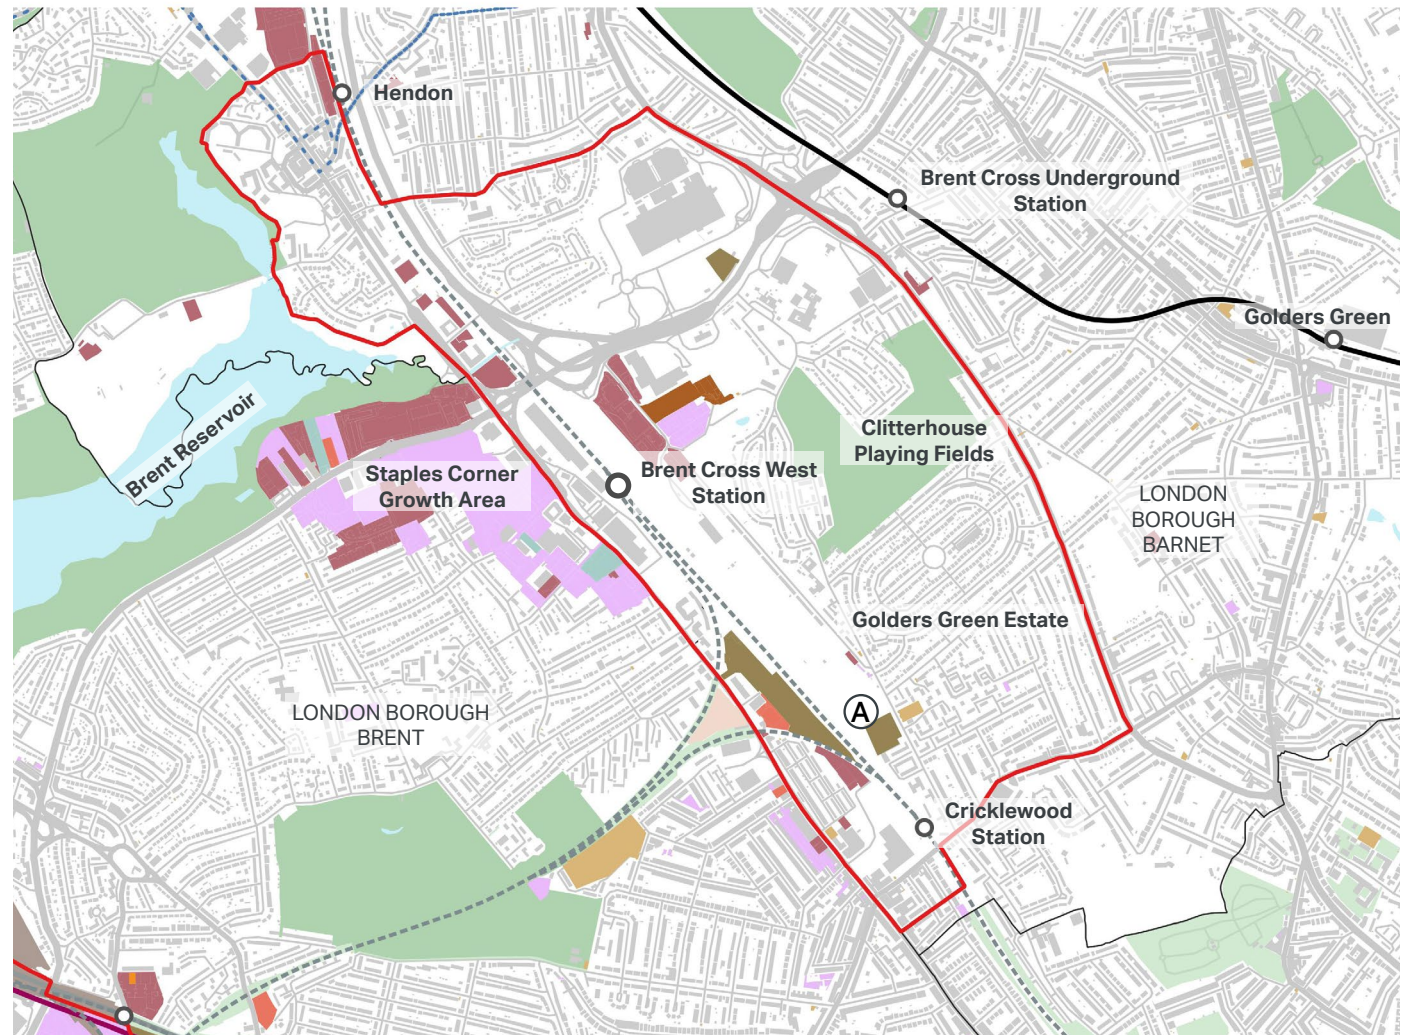 Hendon
Brent Cross Underground
Station
Golders Green
Brent Reservoir
Clitterhouse
Playing Fields
Staples Corner
Growth Area
Brent Cross West
Station
LONDON
BOROUGH
BARNET
Golders Green Estate
LONDON BOROUGH
BRENT
A
Cricklewood
Station